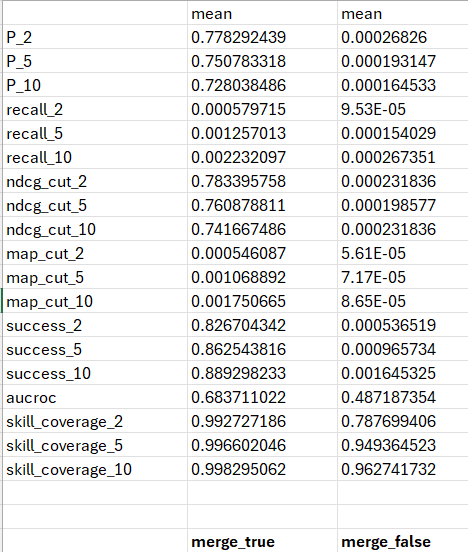 mean mean
P_2 0.778292439 0.00026826
P_5 0.750783318 0.000193147
P_10 0.728038486 0.000164533
recall_2 0.000579715 9.53E-05
recall_5 0.001257013 0.000154029
recall_10 0.002232097 0.000267351
ndcg_cut_2 0.783395758 0.000231836
ndcg_cut_5 0.760878811 0.000198577
ndcg_cut_10 0.741667486 0.000231836
map_cut_2 0.000546087 5.61E-05
map_cut_5 0.001068892 7.17E-05
map_cut_10 0.001750665 8.65E-05
success_2 0.826704342 0.000536519
success_5 0.862543816 0.000965734
success_10 0.889298233 0.001645325
aucroc 0.683711022 0.487187354
skill_coverage_2 0.992727186 0.787699406
skill_coverage_5 0.996602046 0.949364523
skill_coverage_10 0.998295062 0.962741732
merge_true merge_false